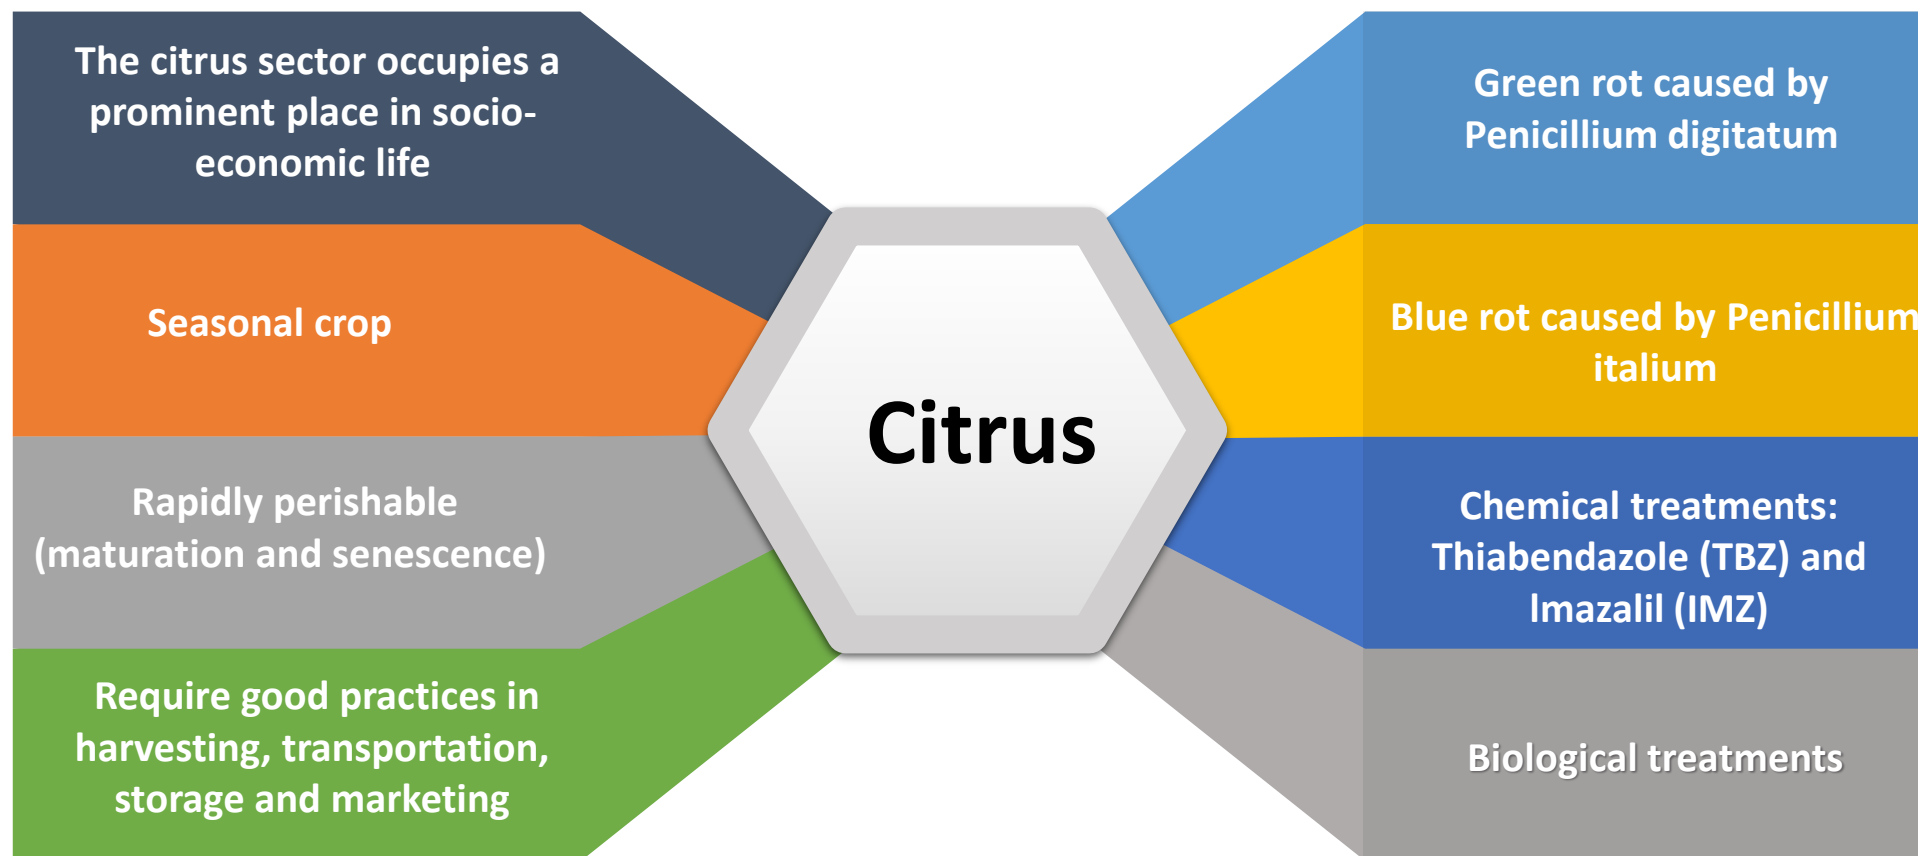 The citrus sector occupies a
prominent place in socio-
economic life
Seasonal crop
Rapidly perishable
(maturation and senescence)
Require good practices in
harvesting, transportation,
storage and marketing
Citrus
Green rot caused by
Penicillium digitatum
Blue rot caused by Penicillium
italium
Chemical treatments:
Thiabendazole (TBZ) and
lmazalil (IMZ)
Biological treatments